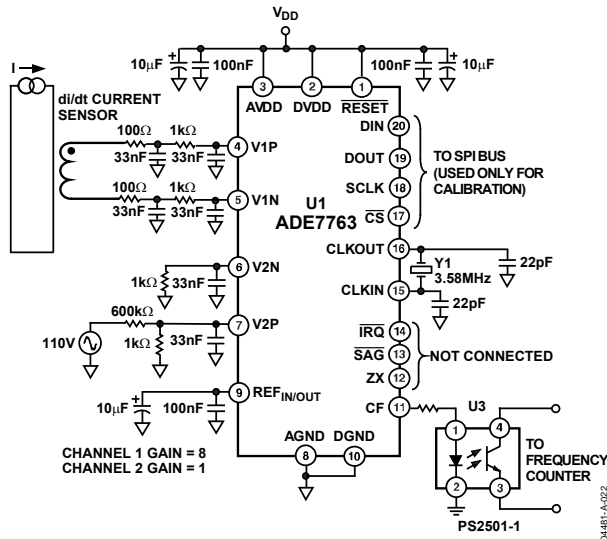 VDD
10µF
100nF
100nF
10µF
I
di/dt CURRENT
SENSOR
3
2
1
AVDD
DVDD
RESET
DIN
20
DOUT
19
SCLK
18
CS
17
TO SPI BUS
(USED ONLY FOR
CALIBRATION)
U1
ADE7763
100Ω
1kΩ
33nF
33nF
4
V1P
100Ω
1kΩ
33nF
33nF
5
V1N
CLKOUT
16
Y1
3.58MHz
22pF
CLKIN
15
22pF
6
V2N
1kΩ
33nF
600kΩ
7
V2P
110V
1kΩ
33nF
IRQ
14
SAG
13
ZX
12
NOT CONNECTED
9
REFIN/OUT
10µF
100nF
CF
11
U3
1
4
2
3
TO
FREQUENCY
COUNTER
PS2501-1
AGND
DGND
8
10
CHANNEL 1 GAIN = 8
CHANNEL 2 GAIN = 1
04481-A-022